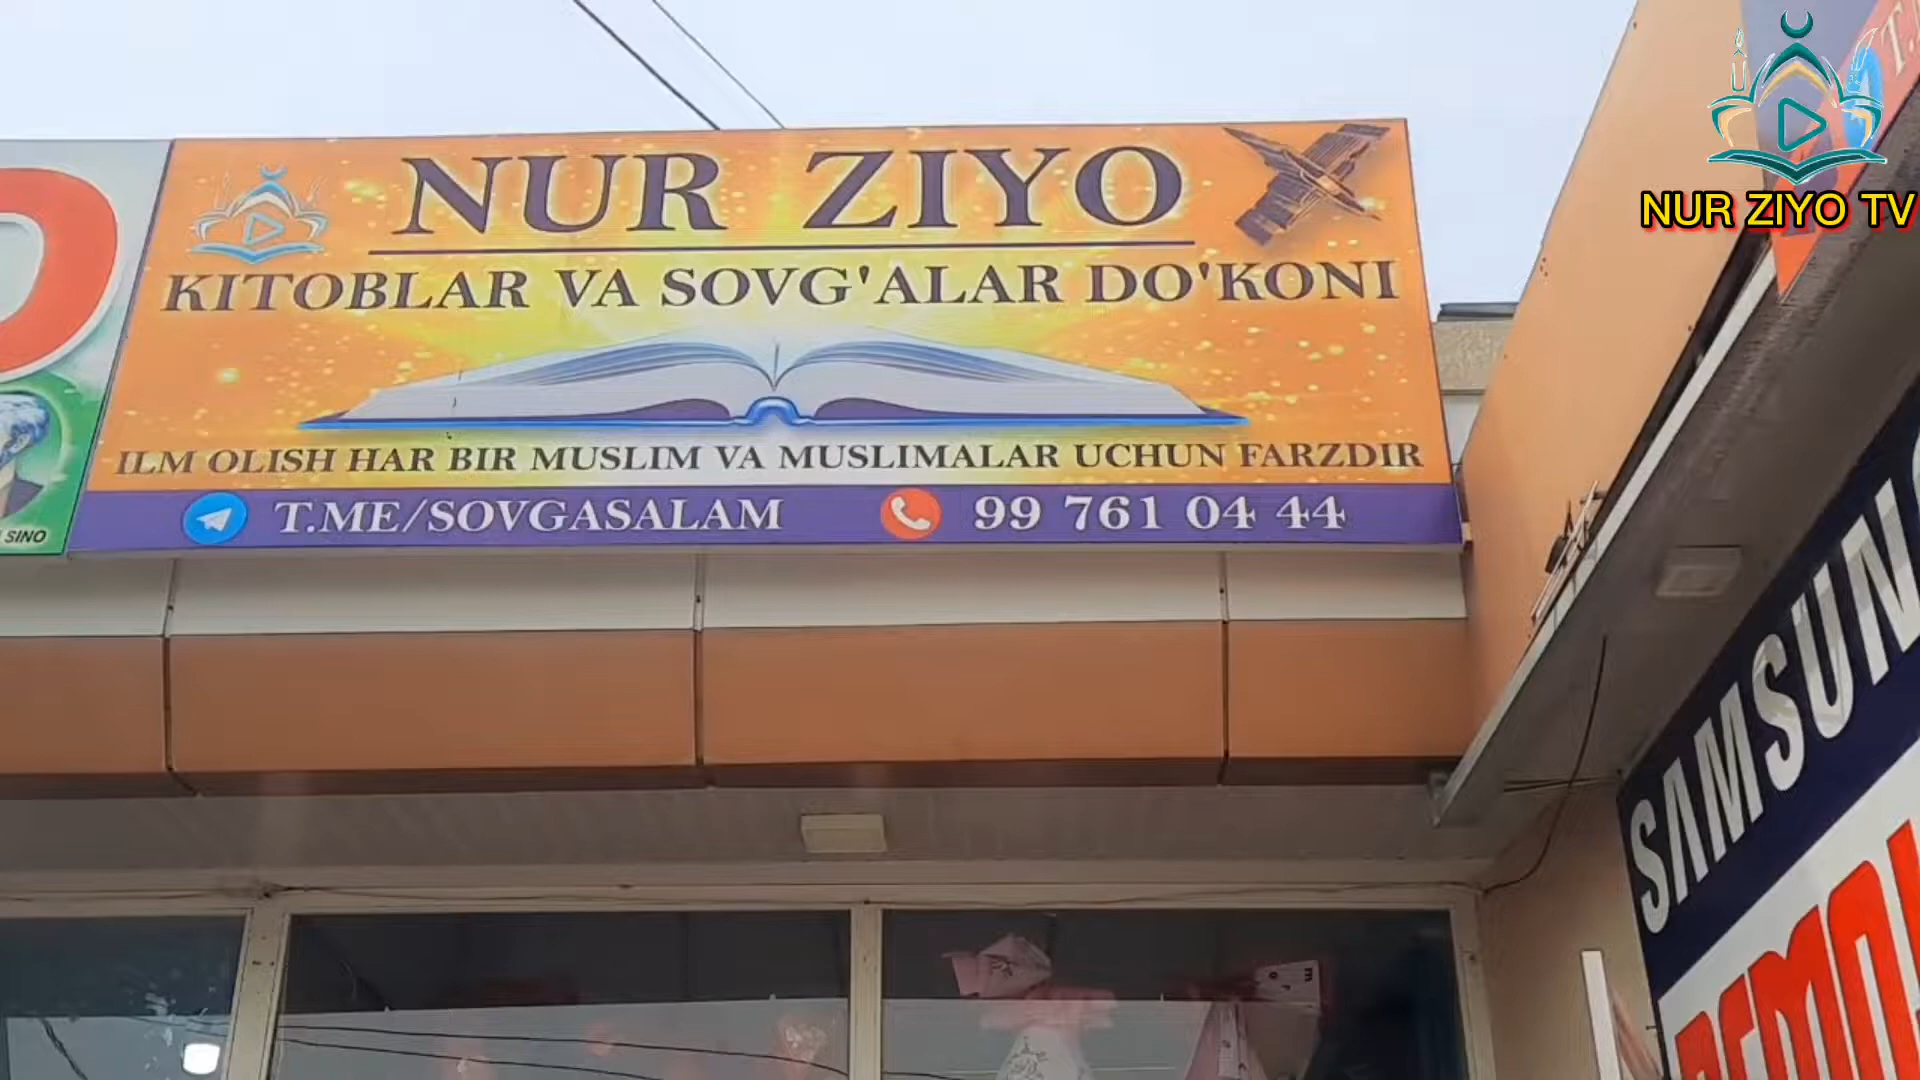 NUR ZIYO
KITOBLAR VA SOVG'ALAR DO'KONI
ILM OLISH HAR BIR MUSLIM VA MUSLIMALAR UCHUN FARZDIR
T.ME/SOVGASALAM 99 761 04 44
NUR ZIYO TV
SINO